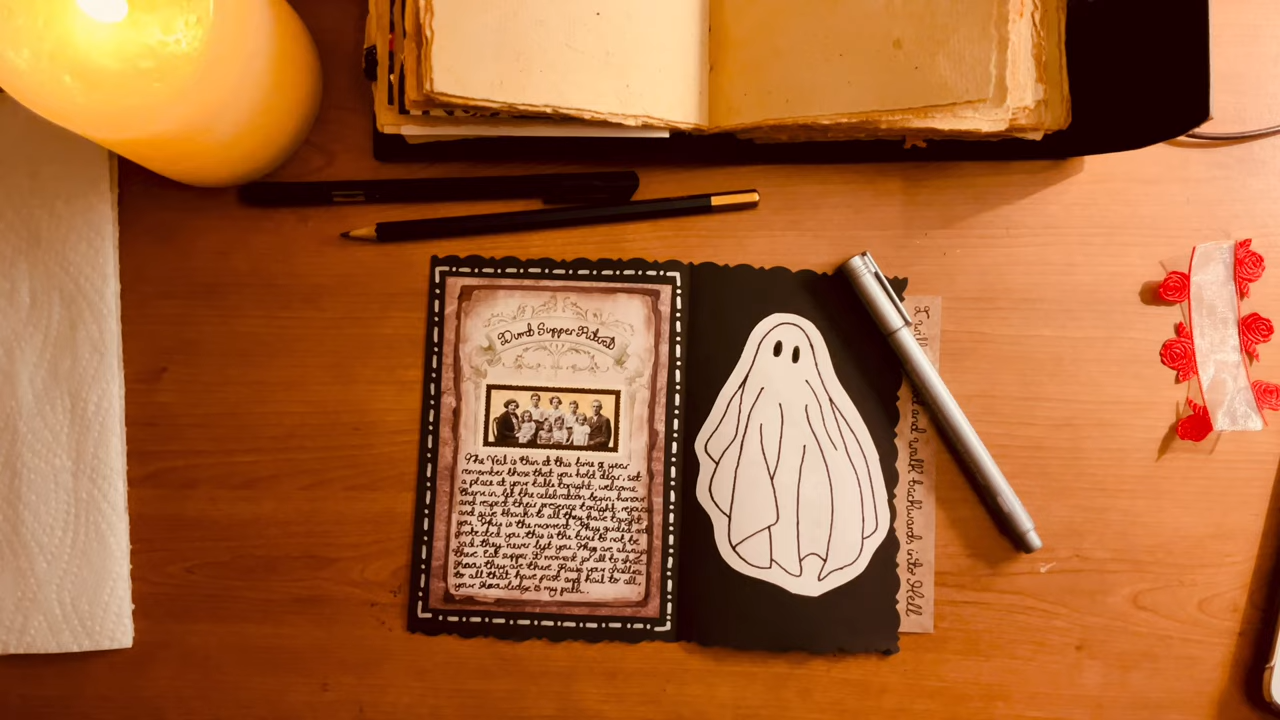 Dumb Supper Ritual
The Veil is thin at this time of year
remember those that you hold dear, set
a place at your table tonight, welcome
them in, let the celebration begin, honour
and respect their presence tonight, rejoice
and give thanks to all they have taught
you. This is the moment they guided and
protected you, this is the time to not be
sad, they never left you. They are always
there. Eat supper, moment for all to share
know they are there. Raise your chalice
to all that have past and hail to all,
your knowledge is my path..
I will and walk backwards into Hell